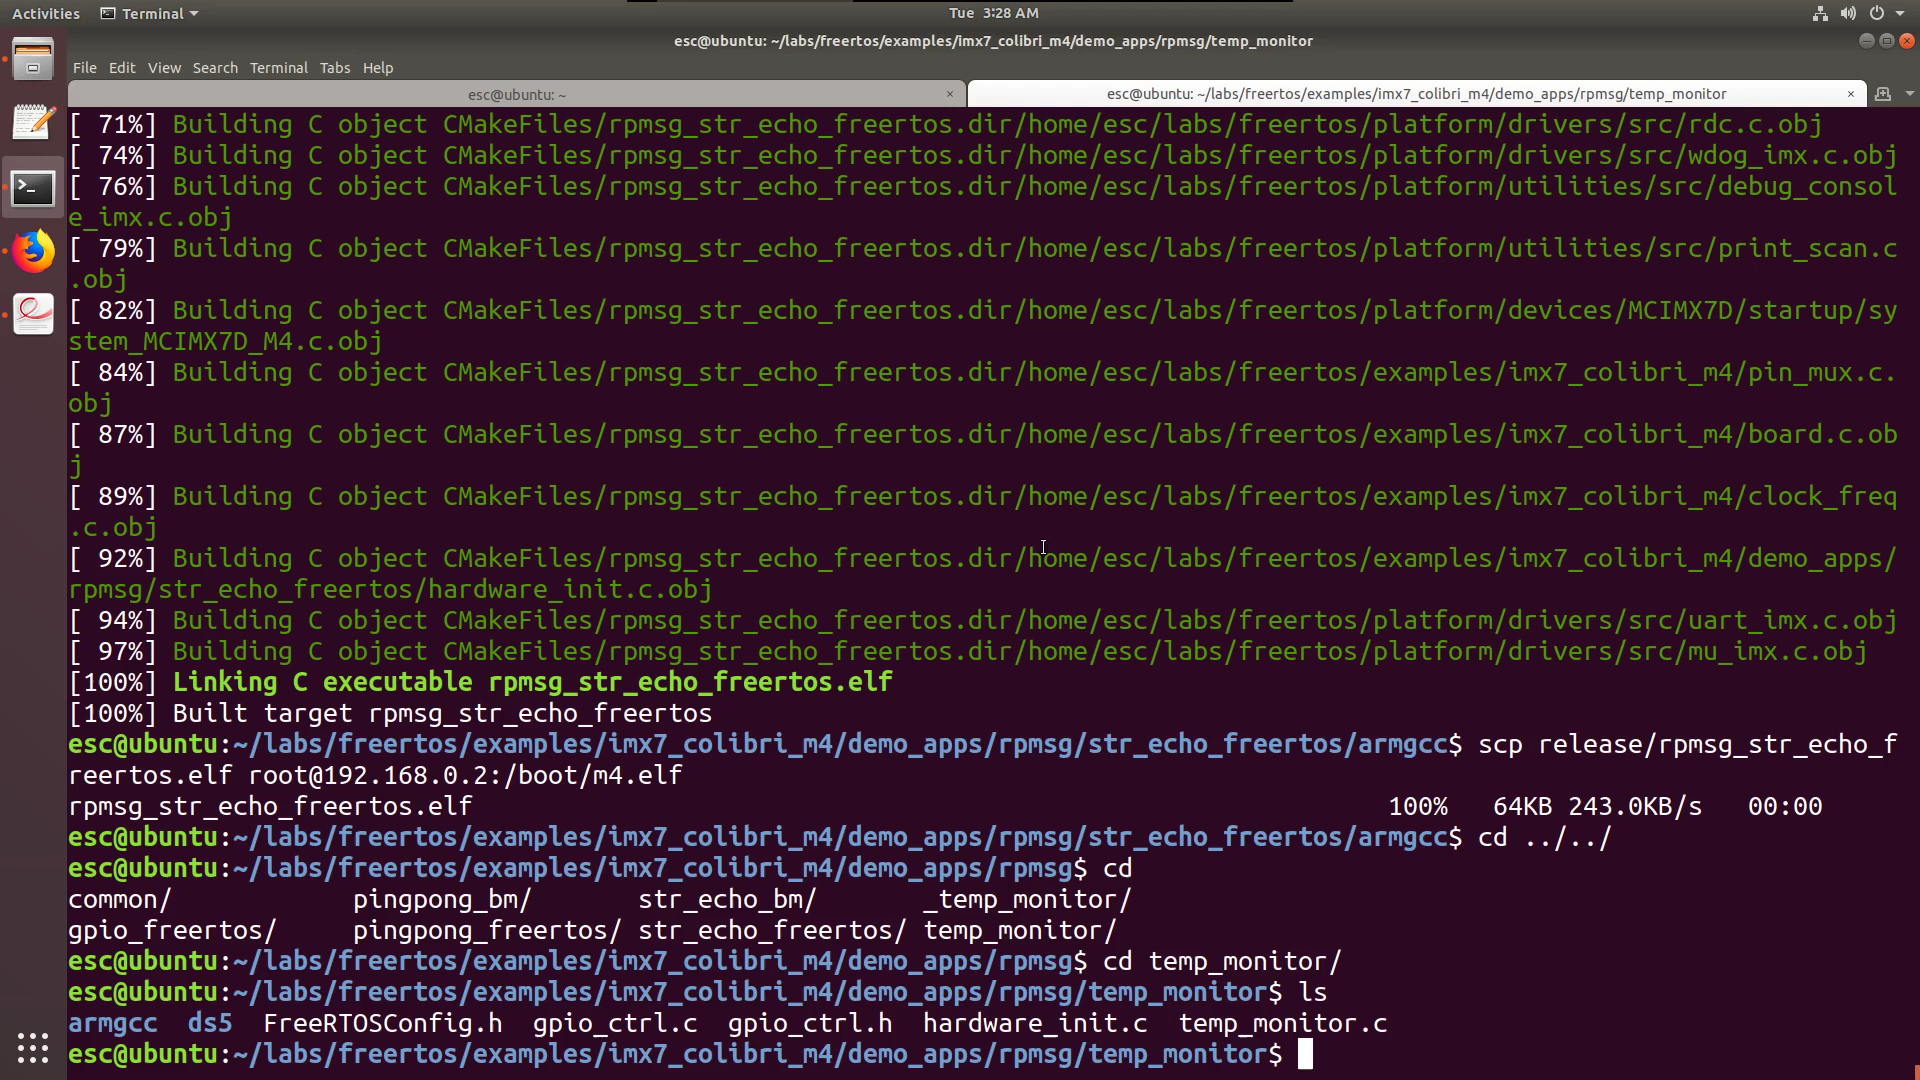 Activities Terminal Tue 3:28 AM
esc@ubuntu: ~/labs/freertos/examples/imx7_colibri_m4/demo_apps/rpmsg/temp_monitor
File Edit View Search Terminal Tabs Help
esc@ubuntu: ~ × esc@ubuntu: ~/labs/freertos/examples/imx7_colibri_m4/demo_apps/rpmsg/temp_monitor ×
[ 71%] Building C object CMakeFiles/rpmsg_str_echo_freertos.dir/home/esc/labs/freertos/platform/drivers/src/rdc.c.obj
[ 74%] Building C object CMakeFiles/rpmsg_str_echo_freertos.dir/home/esc/labs/freertos/platform/drivers/src/wdog_imx.c.obj
[ 76%] Building C object CMakeFiles/rpmsg_str_echo_freertos.dir/home/esc/labs/freertos/platform/utilities/src/debug_consol
e_imx.c.obj
[ 79%] Building C object CMakeFiles/rpmsg_str_echo_freertos.dir/home/esc/labs/freertos/platform/utilities/src/print_scan.c
.obj
[ 82%] Building C object CMakeFiles/rpmsg_str_echo_freertos.dir/home/esc/labs/freertos/platform/devices/MCIMX7D/startup/sy
stem_MCIMX7D_M4.c.obj
[ 84%] Building C object CMakeFiles/rpmsg_str_echo_freertos.dir/home/esc/labs/freertos/examples/imx7_colibri_m4/pin_mux.c.
obj
[ 87%] Building C object CMakeFiles/rpmsg_str_echo_freertos.dir/home/esc/labs/freertos/examples/imx7_colibri_m4/board.c.ob
j
[ 89%] Building C object CMakeFiles/rpmsg_str_echo_freertos.dir/home/esc/labs/freertos/examples/imx7_colibri_m4/clock_freq
.c.obj
[ 92%] Building C object CMakeFiles/rpmsg_str_echo_freertos.dir/home/esc/labs/freertos/examples/imx7_colibri_m4/demo_apps/
rpmsg/str_echo_freertos/hardware_init.c.obj
[ 94%] Building C object CMakeFiles/rpmsg_str_echo_freertos.dir/home/esc/labs/freertos/platform/drivers/src/uart_imx.c.obj
[ 97%] Building C object CMakeFiles/rpmsg_str_echo_freertos.dir/home/esc/labs/freertos/platform/drivers/src/mu_imx.c.obj
[100%] Linking C executable rpmsg_str_echo_freertos.elf
[100%] Built target rpmsg_str_echo_freertos
esc@ubuntu:~/labs/freertos/examples/imx7_colibri_m4/demo_apps/rpmsg/str_echo_freertos/armgcc$ scp release/rpmsg_str_echo_f
reertos.elf root@192.168.0.2:/boot/m4.elf
rpmsg_str_echo_freertos.elf 100% 64KB 243.0KB/s 00:00
esc@ubuntu:~/labs/freertos/examples/imx7_colibri_m4/demo_apps/rpmsg/str_echo_freertos/armgcc$ cd ../../
esc@ubuntu:~/labs/freertos/examples/imx7_colibri_m4/demo_apps/rpmsg$ cd
common/ pingpong_bm/ str_echo_bm/ _temp_monitor/
gpio_freertos/ pingpong_freertos/ str_echo_freertos/ temp_monitor/
esc@ubuntu:~/labs/freertos/examples/imx7_colibri_m4/demo_apps/rpmsg$ cd temp_monitor/
esc@ubuntu:~/labs/freertos/examples/imx7_colibri_m4/demo_apps/rpmsg/temp_monitor$ ls
armgcc ds5 FreeRTOSConfig.h gpio_ctrl.c gpio_ctrl.h hardware_init.c temp_monitor.c
esc@ubuntu:~/labs/freertos/examples/imx7_colibri_m4/demo_apps/rpmsg/temp_monitor$